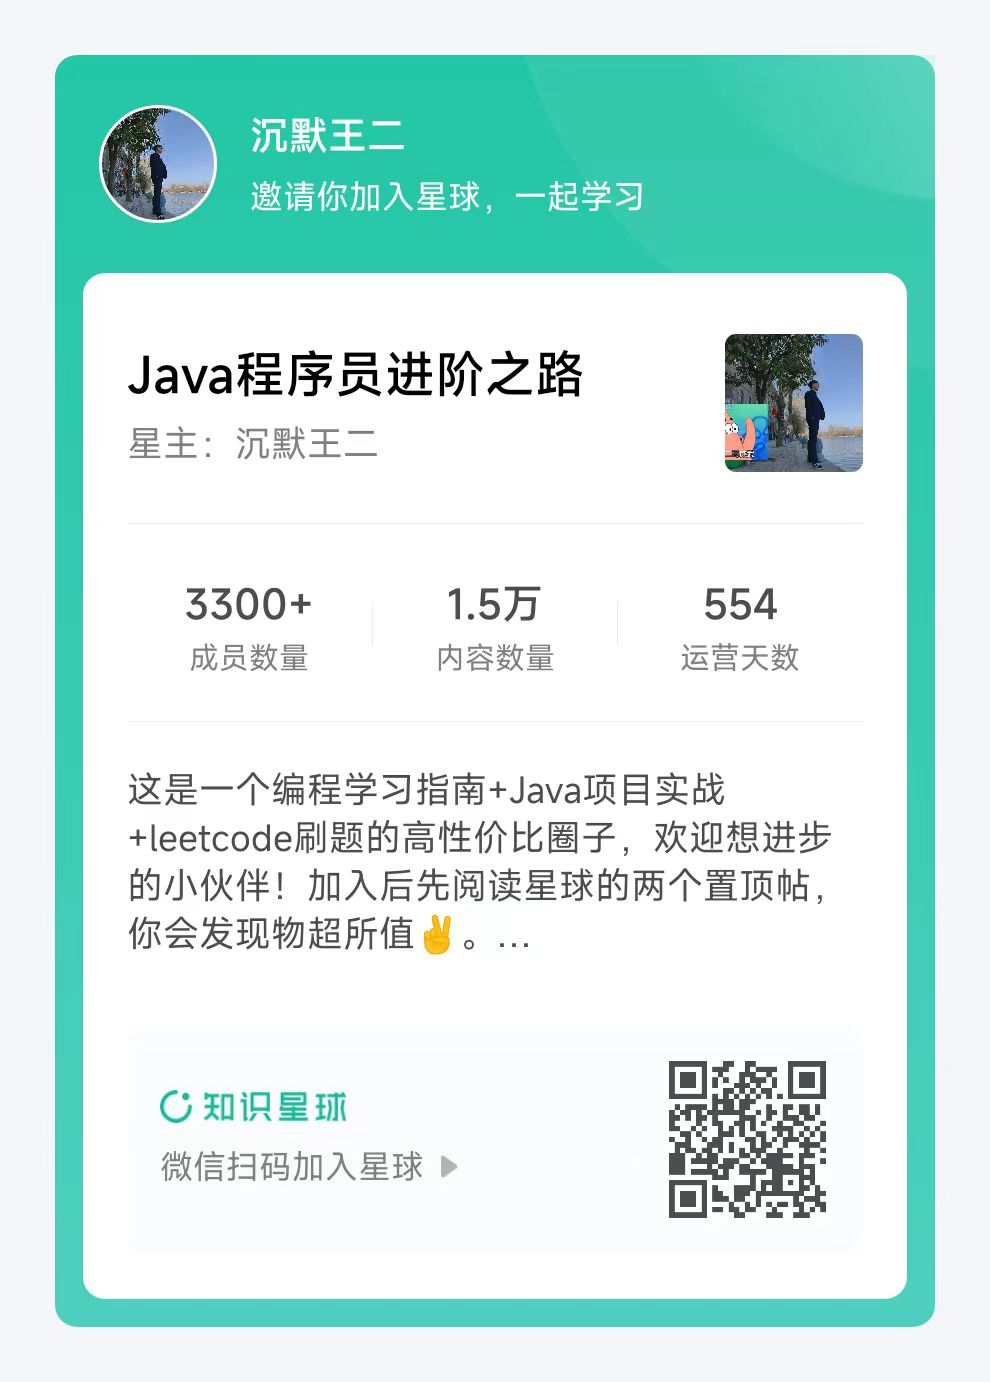 沉默王二
邀请你加入星球，一起学习
Java程序员进阶之路
星主：沉默王二
3300+
成员数量
1.5万
内容数量
554
运营天数
这是一个编程学习指南+Java项目实战
+leetcode刷题的高性价比圈子，欢迎想进步
的小伙伴！加入后先阅读星球的两个置顶帖，
你会发现物超所值✌️。...
知识星球
微信扫码加入星球